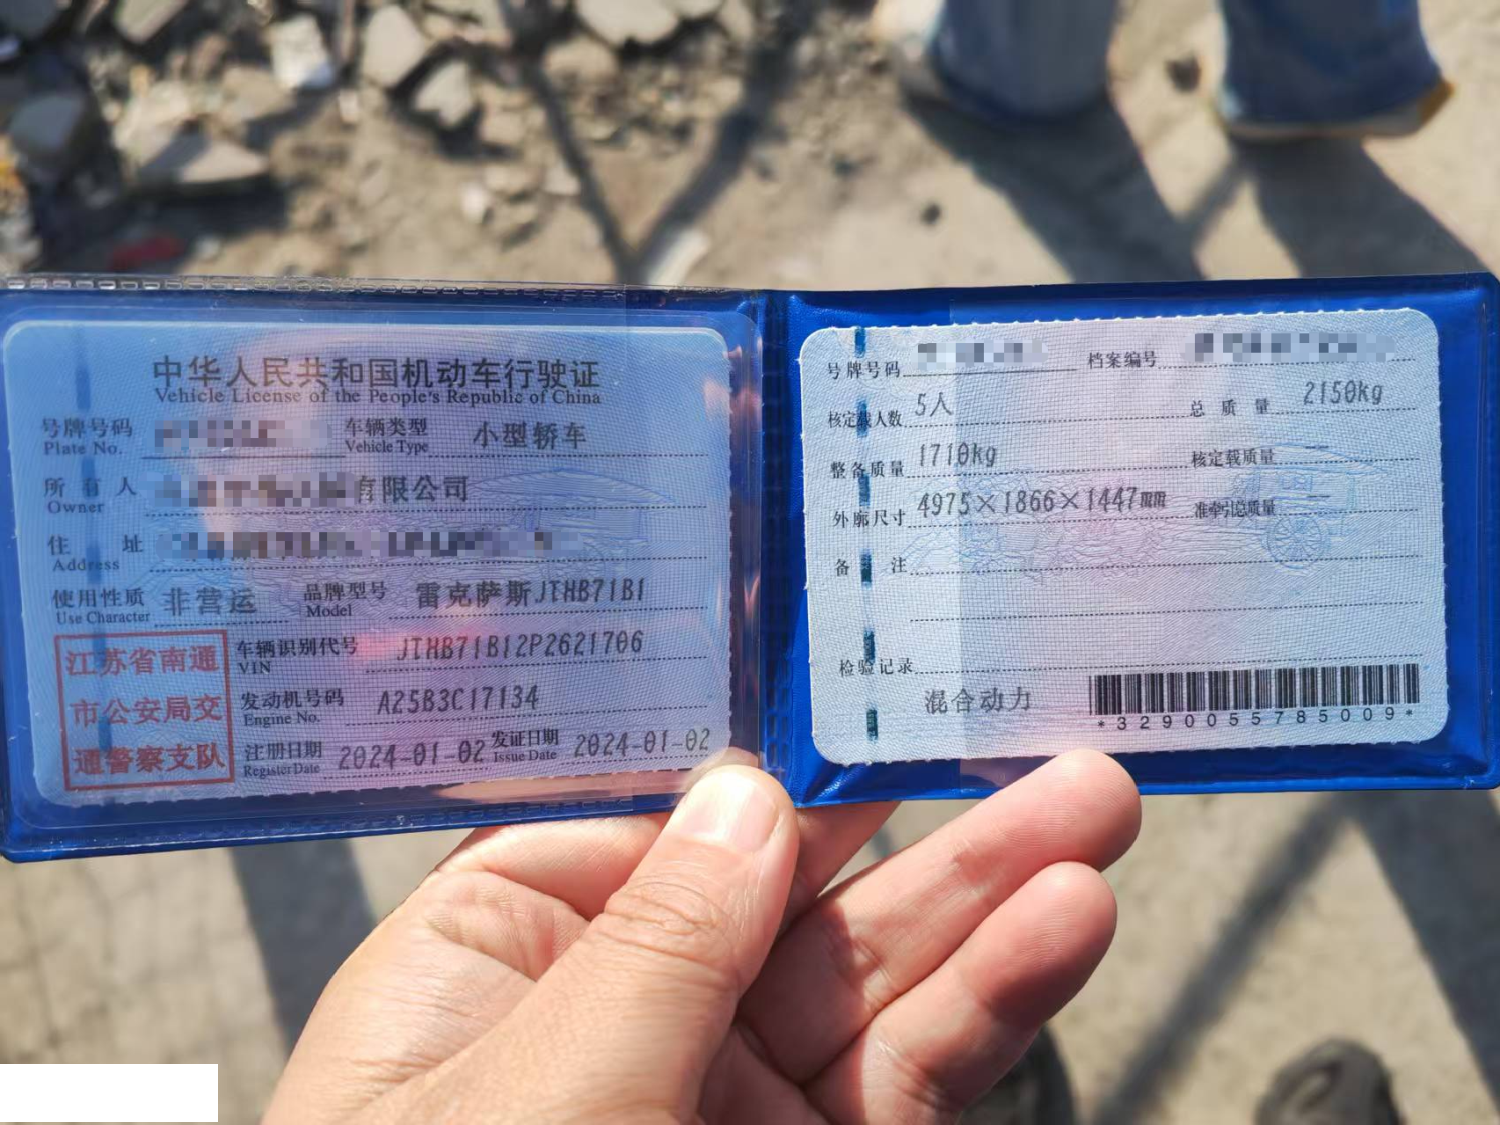 中华人民共和国机动车行驶证
Vehicle License of the People's Republic of China
号牌号码
Plate No.
车辆类型 小型轿车
Vehicle Type
所有人 有限公司
Owner
住址
Address
使用性质 非营运
Use Character
品牌型号 雷克萨斯JTHB71B1
Model
江苏省南通
市公安局交
通警察支队
车辆识别代号 JTHB71B12P2621706
VIN
发动机号码 A25B3C17134
Engine No.
注册日期 2024-01-02
Register Date
发证日期 2024-01-02
Issue Date
号牌号码
档案编号
核定载人数 5人
总质量 2150kg
整备质量 1710kg
核定载质量 --
外廓尺寸 4975×1866×1447mm
准牵引总质量 --
备注
检验记录
混合动力
*3290055785009*